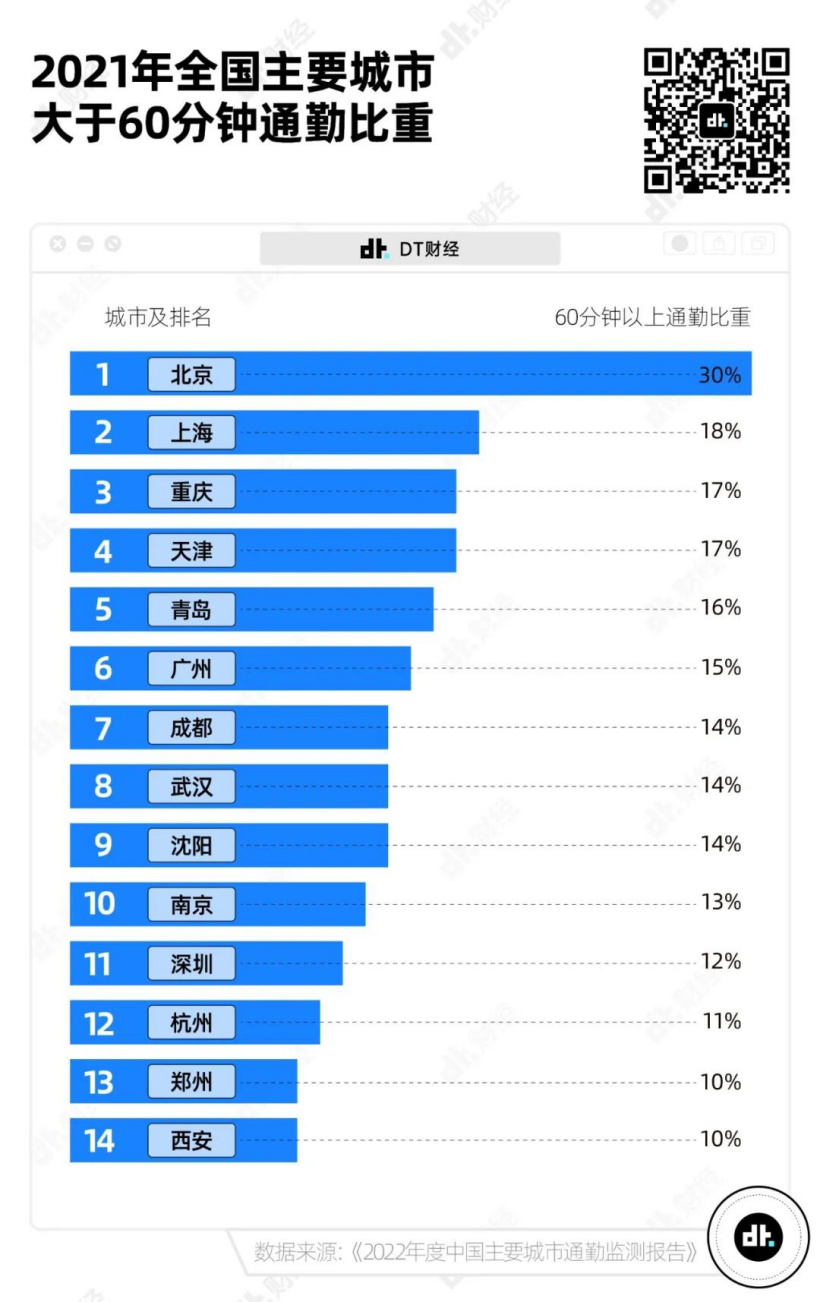 2021年全国主要城市
大于60分钟通勤比重
dt.
dt. DT财经
城市及排名 60分钟以上通勤比重
1 北京 30%
2 上海 18%
3 重庆 17%
4 天津 17%
5 青岛 16%
6 广州 15%
7 成都 14%
8 武汉 14%
9 沈阳 14%
10 南京 13%
11 深圳 12%
12 杭州 11%
13 郑州 10%
14 西安 10%
数据来源:《2022年度中国主要城市通勤监测报告》
dt.